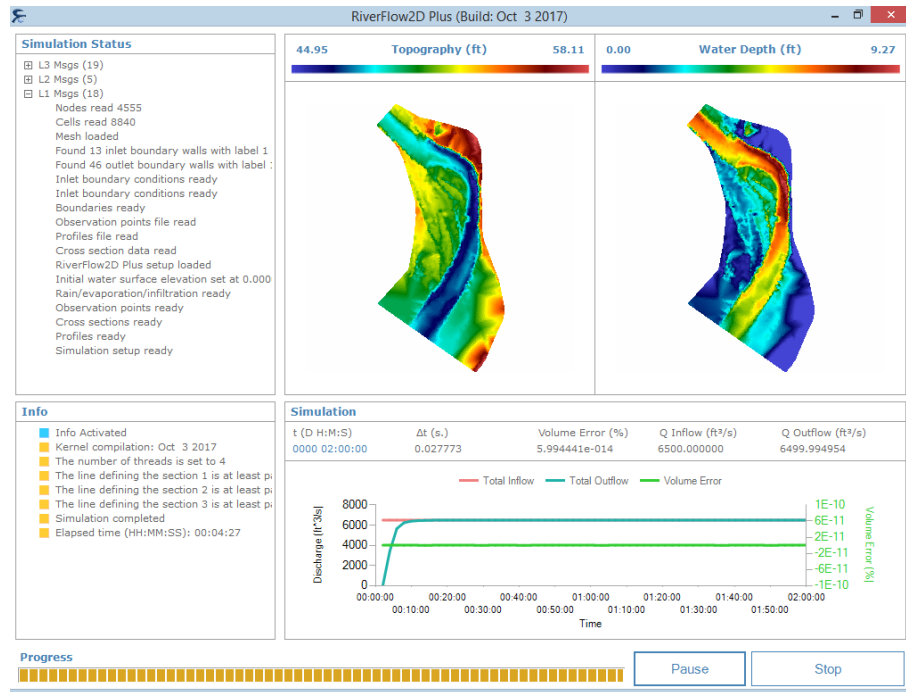 RiverFlow2D Plus (Build: Oct 3 2017)
Simulation Status
L3 Msgs (19)
L2 Msgs (5)
L1 Msgs (18)
Nodes read 4555
Cells read 8840
Mesh loaded
Found 13 inlet boundary walls with label 1
Found 46 outlet boundary walls with label
Inlet boundary conditions ready
Inlet boundary conditions ready
Boundaries ready
Observation points file read
Profiles file read
Cross section data read
RiverFlow2D Plus setup loaded
Initial water surface elevation set at 0.000
Rain/evaporation/infiltration ready
Observation points ready
Cross sections ready
Profiles ready
Simulation setup ready
44.95 Topography (ft) 58.11
0.00 Water Depth (ft) 9.27
Info
Info Activated
Kernel compilation: Oct 3 2017
The number of threads is set to 4
The line defining the section 1 is at least
The line defining the section 2 is at least
The line defining the section 3 is at least
Simulation completed
Elapsed time (HH:MM:SS): 00:04:27
Simulation
t (D H:M:S) Δt (s.) Volume Error (%) Q Inflow (ft³/s) Q Outflow (ft³/s)
0000 02:00:00 0.027773 5.994441e-014 6500.000000 6499.994954
Total Inflow Total Outflow Volume Error
Discharge (ft^3/s|
8000
6000
4000
2000
0
1E-10
6E-11
2E-11
-2E-11
-6E-11
-1E-10
Volume Error (%|
00:00:00 00:20:00 00:40:00 01:00:00 01:20:00 01:40:00 02:00:00
00:10:00 00:30:00 00:50:00 01:10:00 01:30:00 01:50:00
Time
Progress
Pause
Stop